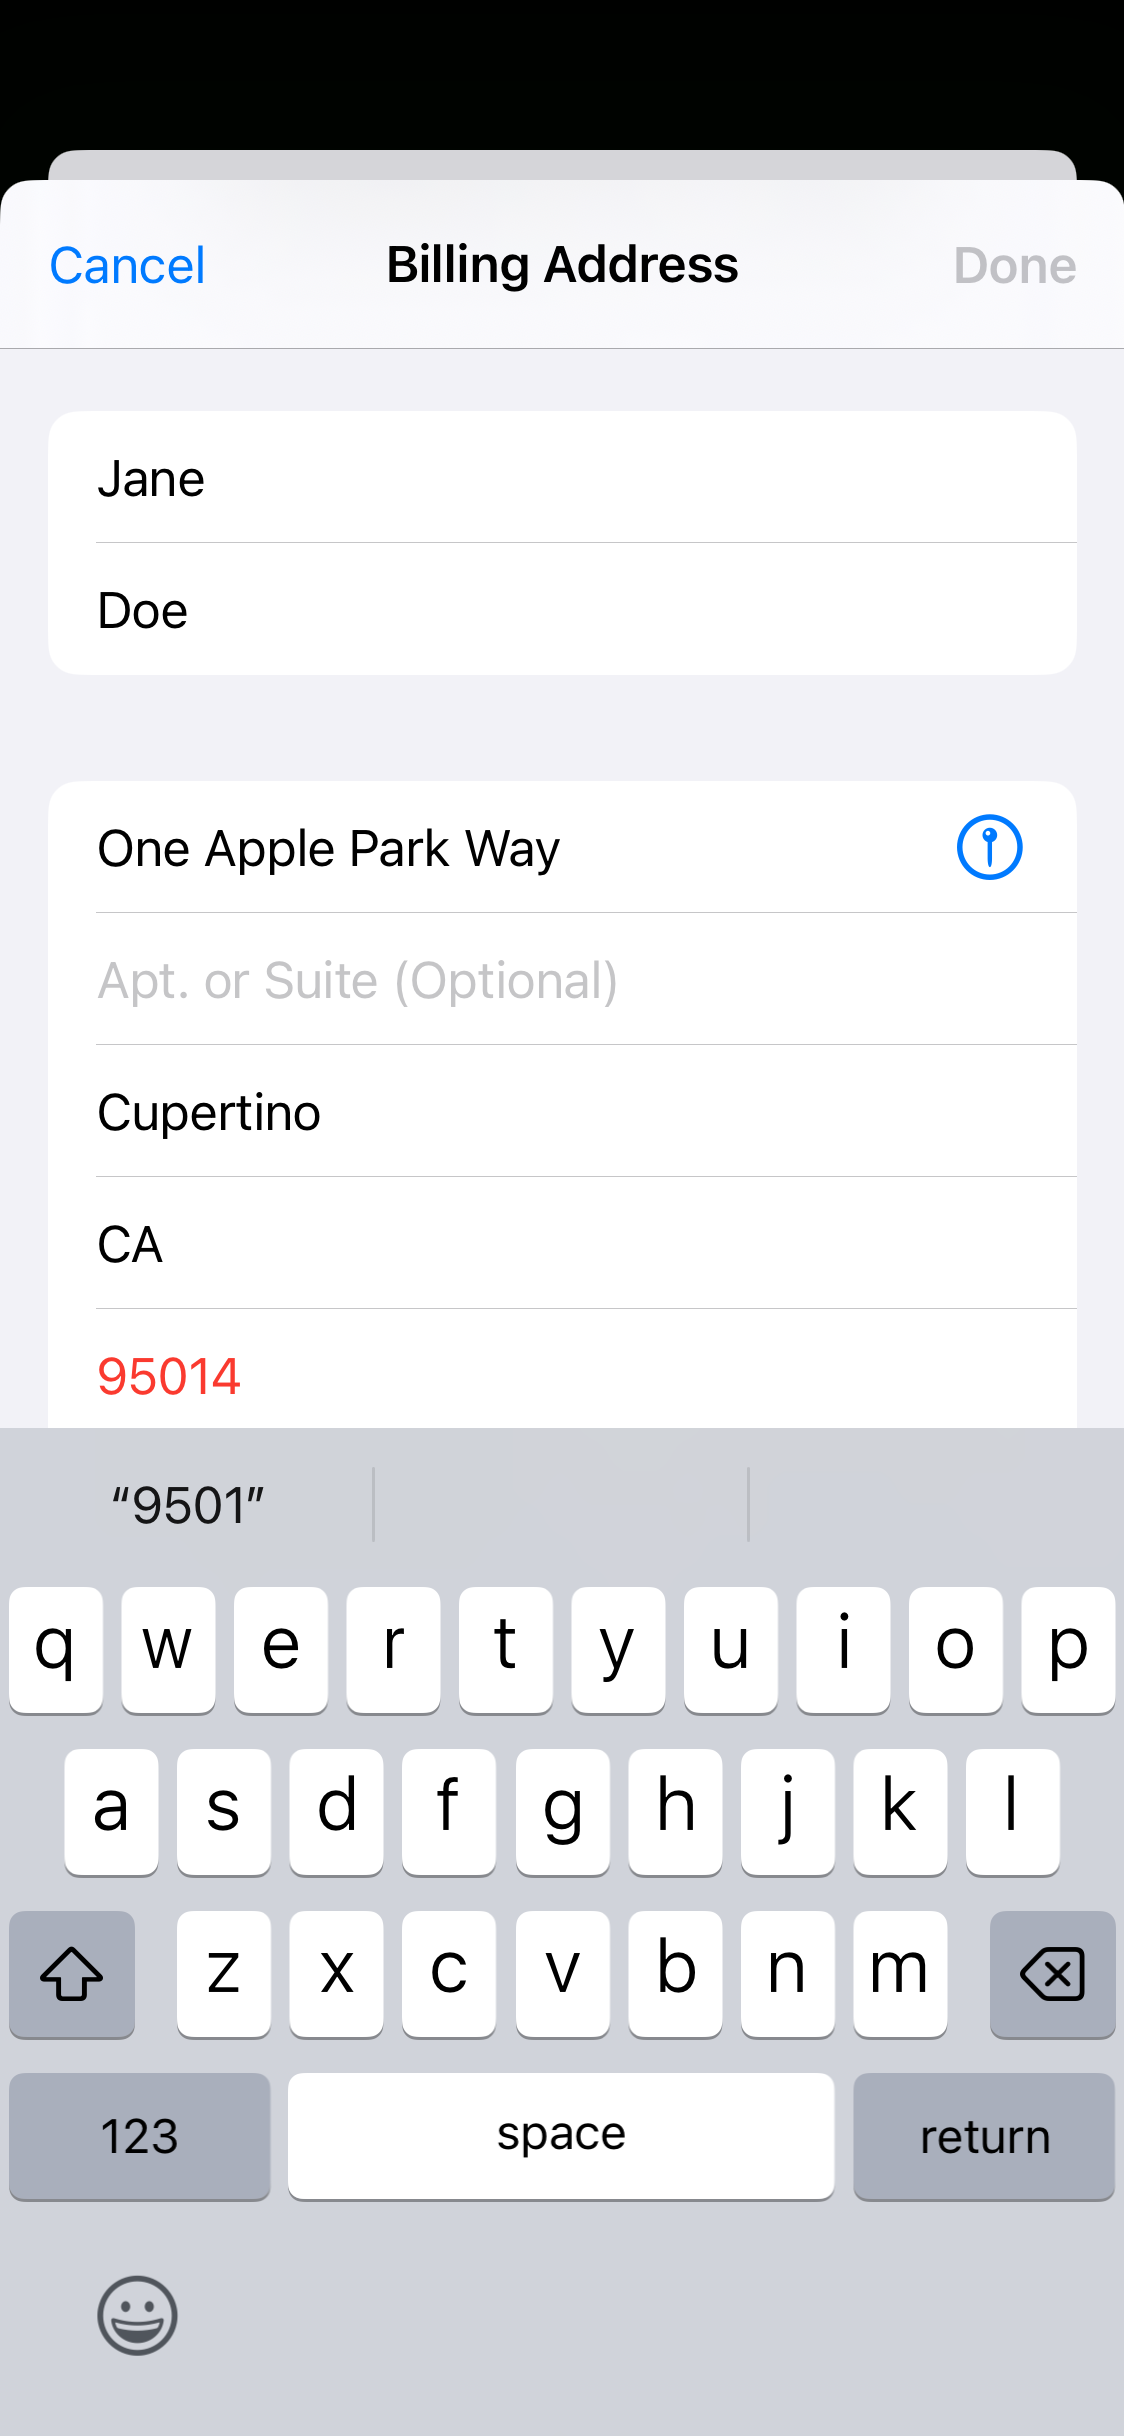 Cancel Billing Address Done
Jane
Doe
One Apple Park Way
Apt. or Suite (Optional)
Cupertino
CA
95014
“9501”
q w e r t y u i o p
a s d f g h j k l
z x c v b n m
123 space return